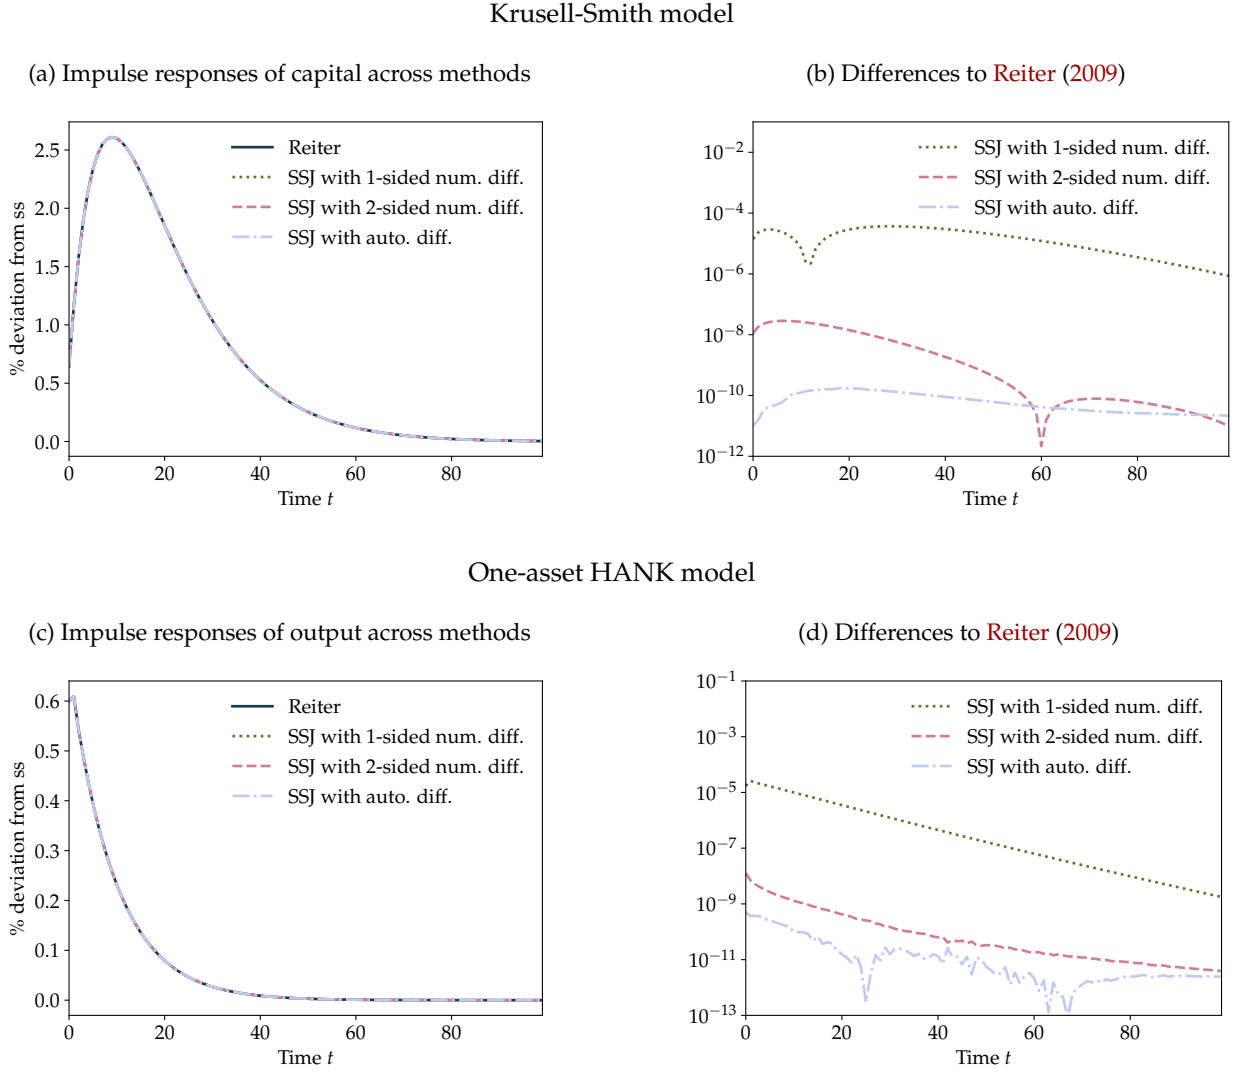 Krusell-Smith model
(a) Impulse responses of capital across methods
2.5
2.0
1.5
1.0
0.5
0.0
% deviation from ss
Reiter
SSJ with 1-sided num. diff.
SSJ with 2-sided num. diff.
SSJ with auto. diff.
0 20 40 60 80
Time t
(b) Differences to Reiter (2009)
10⁻²
10⁻⁴
10⁻⁶
10⁻⁸
10⁻¹⁰
10⁻¹²
SSJ with 1-sided num. diff.
SSJ with 2-sided num. diff.
SSJ with auto. diff.
0 20 40 60 80
Time t
One-asset HANK model
(c) Impulse responses of output across methods
0.6
0.5
0.4
0.3
0.2
0.1
0.0
% deviation from ss
Reiter
SSJ with 1-sided num. diff.
SSJ with 2-sided num. diff.
SSJ with auto. diff.
0 20 40 60 80
Time t
(d) Differences to Reiter (2009)
10⁻¹
10⁻³
10⁻⁵
10⁻⁷
10⁻⁹
10⁻¹¹
10⁻¹³
SSJ with 1-sided num. diff.
SSJ with 2-sided num. diff.
SSJ with auto. diff.
0 20 40 60 80
Time t